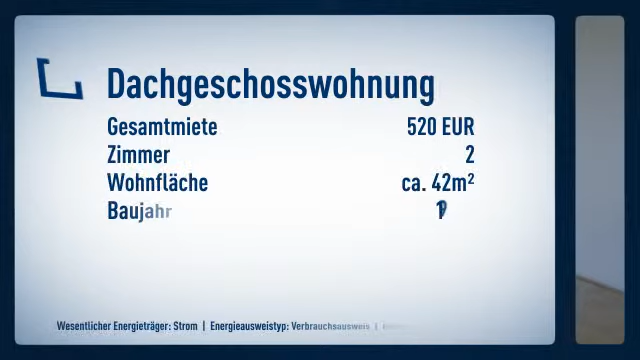 Dachgeschosswohnung
Gesamtmiete 520 EUR
Zimmer 2
Wohnfläche ca. 42m²
Baujahr
Wesentlicher Energieträger: Strom | Energieausweistyp: Verbrauchsausweis |